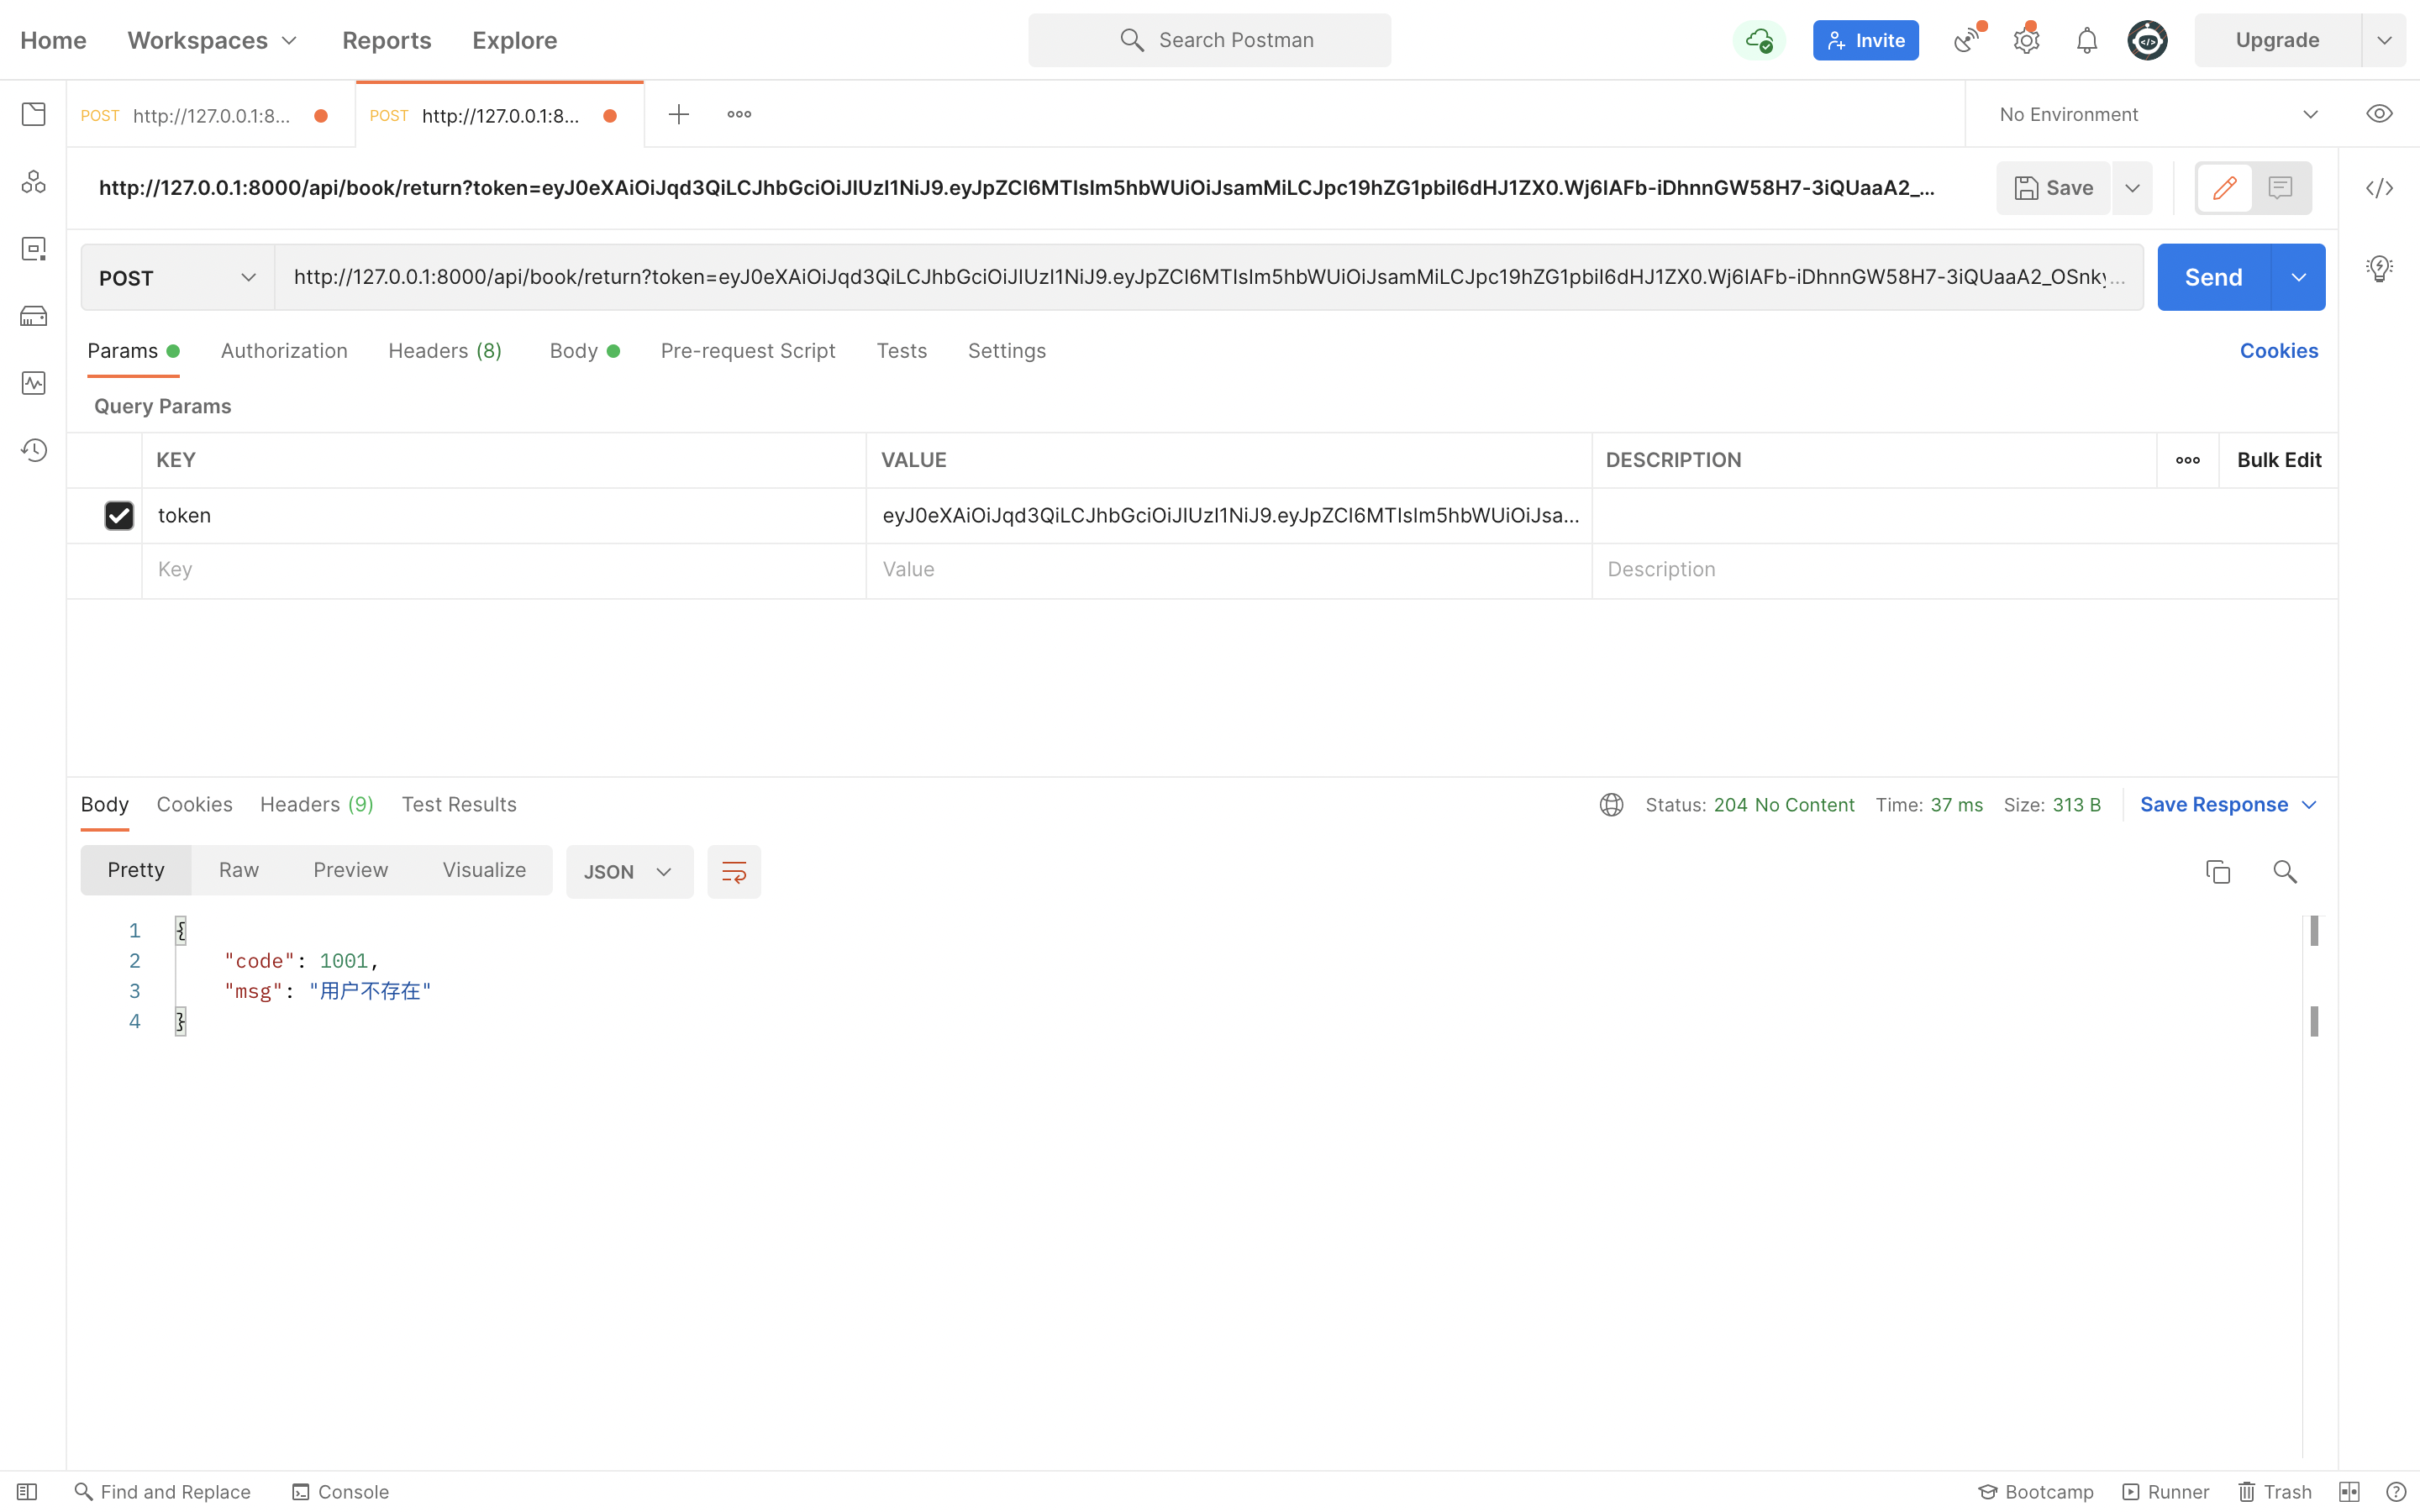 Home Workspaces Reports Explore Search Postman Invite Upgrade
POST http://127.0.0.1:8... POST http://127.0.0.1:8... No Environment
http://127.0.0.1:8000/api/book/return?token=eyJ0eXAiOiJqd3QiLCJhbGciOiJIUzI1NiJ9.eyJpZCI6MTIsIm5hbWUiOiJsamMiLCJpc19hZG1pbiI6dHJ1ZX0.Wj6IAFb-iDhnnGW58H7-3iQUaaA2_... Save
POST http://127.0.0.1:8000/api/book/return?token=eyJ0eXAiOiJqd3QiLCJhbGciOiJIUzI1NiJ9.eyJpZCI6MTIsIm5hbWUiOiJsamMiLCJpc19hZG1pbiI6dHJ1ZX0.Wj6IAFb-iDhnnGW58H7-3iQUaaA2_OSnky... Send
Params Authorization Headers (8) Body Pre-request Script Tests Settings Cookies
Query Params
KEY VALUE DESCRIPTION Bulk Edit
token eyJ0eXAiOiJqd3QiLCJhbGciOiJIUzI1NiJ9.eyJpZCI6MTIsIm5hbWUiOiJsa...
Key Value Description
Body Cookies Headers (9) Test Results Status: 204 No Content Time: 37 ms Size: 313 B Save Response
Pretty Raw Preview Visualize JSON
1 {
2 "code": 1001,
3 "msg": "用户不存在"
4 }
Find and Replace Console Bootcamp Runner Trash